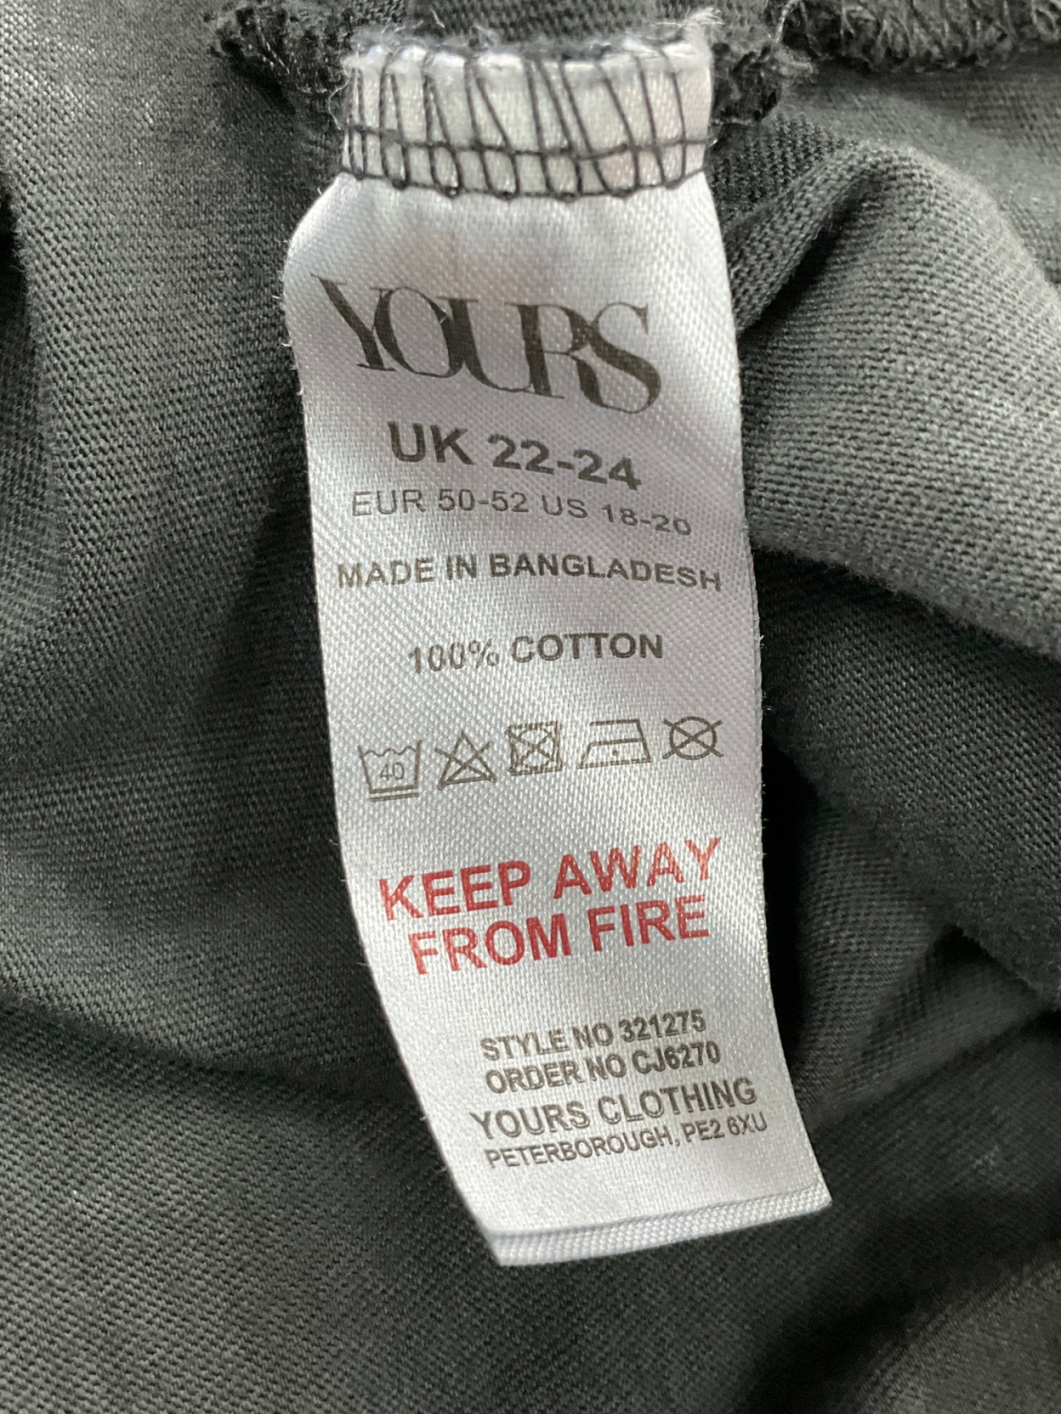 YOURS
UK 22-24
EUR 50-52 US 18-20
MADE IN BANGLADESH
100% COTTON
40
KEEP AWAY
FROM FIRE
STYLE NO 321275
ORDER NO CJ6270
YOURS CLOTHING
PETERBOROUGH, PE2 6XU